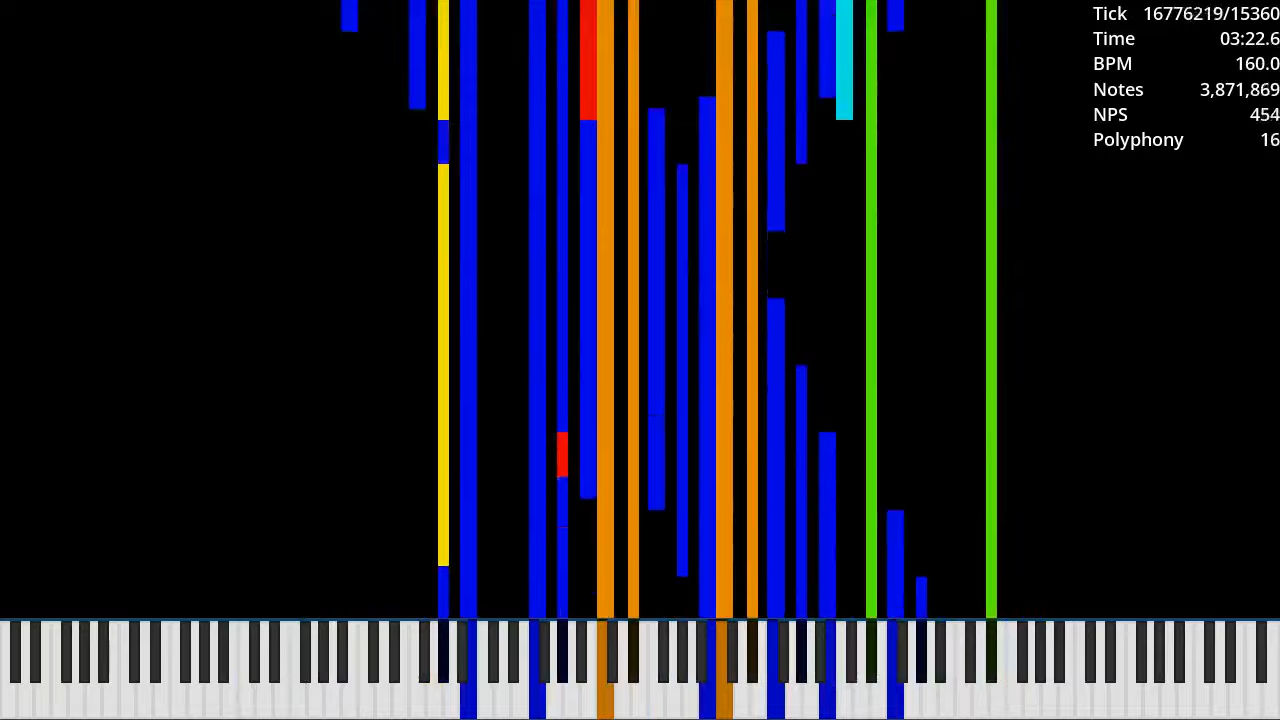 Tick 16776219/15360
Time 03:22.6
BPM 160.0
Notes 3,871,869
NPS 454
Polyphony 16